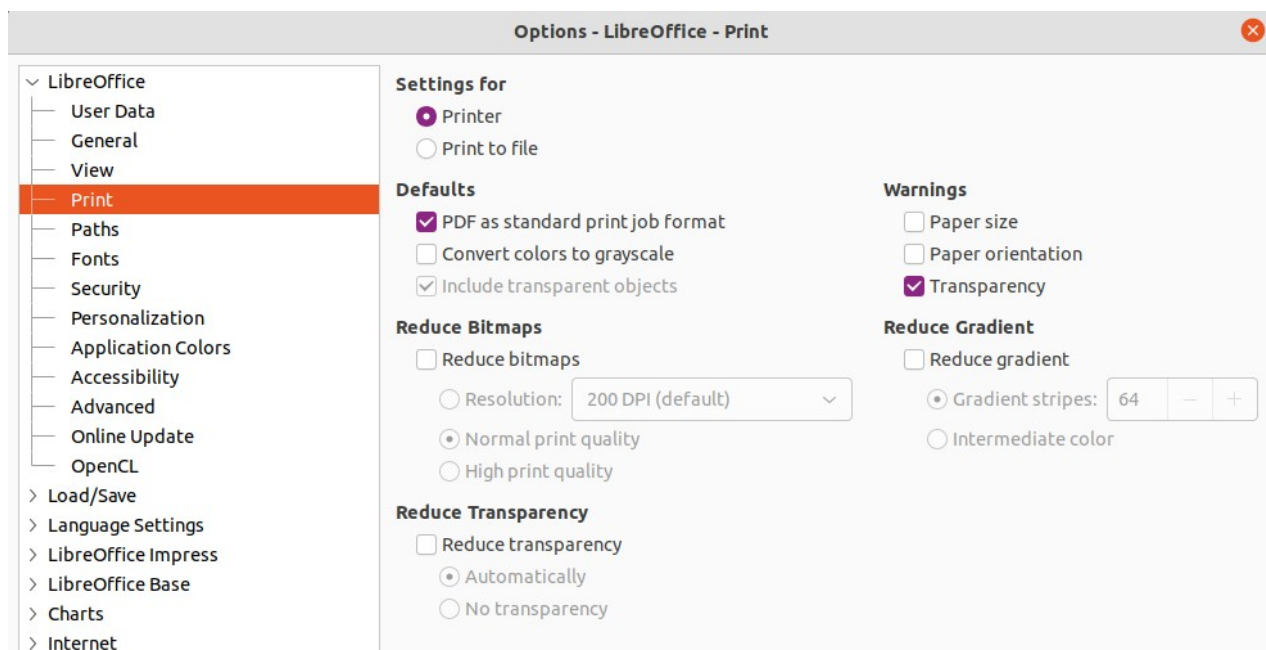 Options - LibreOffice - Print
LibreOffice
User Data
General
View
Print
Paths
Fonts
Security
Personalization
Application Colors
Accessibility
Advanced
Online Update
OpenCL
Load/Save
Language Settings
LibreOffice Impress
LibreOffice Base
Charts
Internet
Settings for
Printer
Print to file
Defaults
PDF as standard print job format
Convert colors to grayscale
Include transparent objects
Warnings
Paper size
Paper orientation
Transparency
Reduce Bitmaps
Reduce bitmaps
Resolution: 200 DPI (default)
Normal print quality
High print quality
Reduce Gradient
Reduce gradient
Gradient stripes: 64
Intermediate color
Reduce Transparency
Reduce transparency
Automatically
No transparency